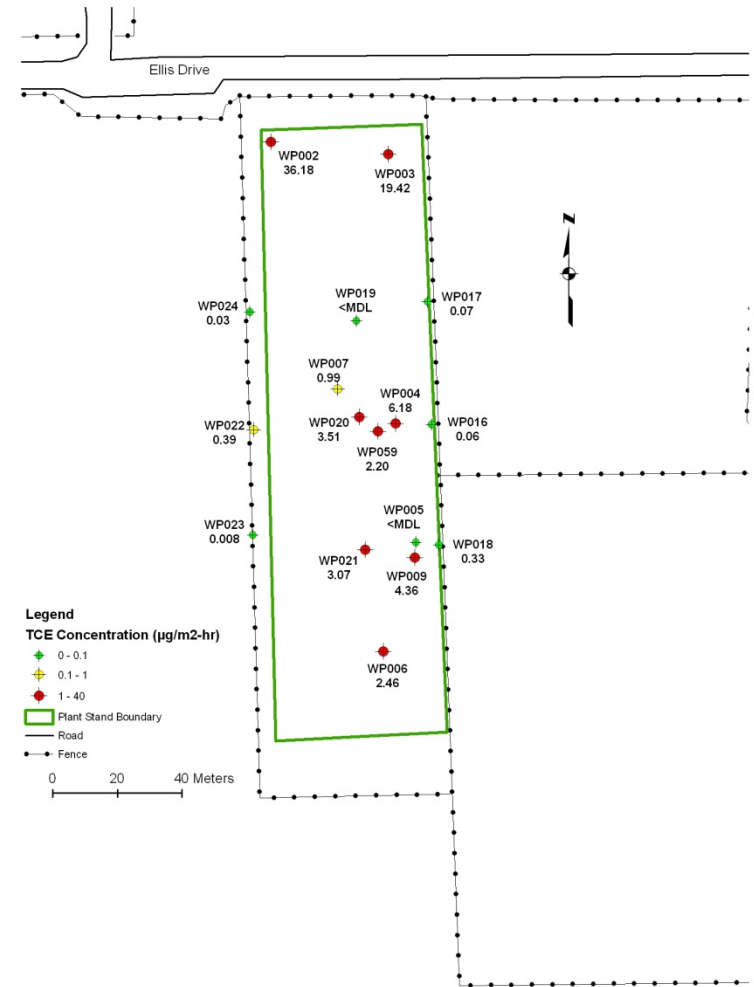 Ellis Drive
WP002
36.18
WP003
19.42
WP019
<MDL
WP017
0.07
WP024
0.03
WP007
0.99
WP004
6.18
WP020
3.51
WP059
2.20
WP016
0.06
WP022
0.39
WP005
<MDL
WP023
0.008
WP018
0.33
WP021
3.07
WP009
4.36
WP006
2.46
N
Legend
TCE Concentration (µg/m2-hr)
0 - 0.1
0.1 - 1
1 - 40
Plant Stand Boundary
Road
Fence
0 20 40 Meters